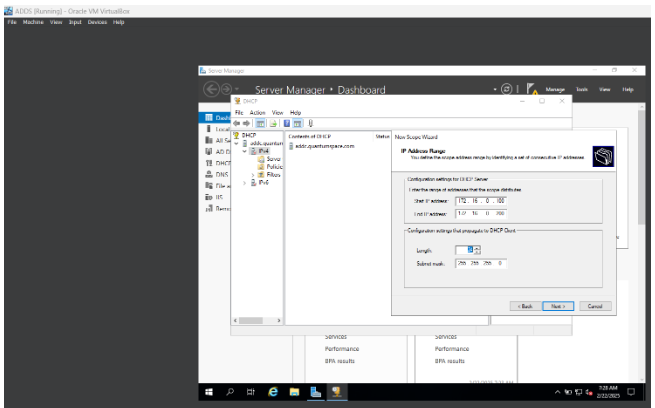 ADDS [Running] - Oracle VM VirtualBox
File Machine View Input Devices Help
Server Manager
Server Manager • Dashboard
Manage Tools View Help
DHCP
File Action View Help
DHCP
addc.quantum
IPv4
Server
Policie
Filters
IPv6
Contents of DHCP
Status
addc.quantumspace.com
New Scope Wizard
IP Address Range
You define the scope address range by identifying a set of consecutive IP addresses.
Configuration settings for DHCP Server
Enter the range of addresses that the scope distributes.
Start IP address: 172 . 16 . 0 . 100
End IP address: 172 . 16 . 0 . 200
Configuration settings that propagate to DHCP Client
Length:
Subnet mask: 255 . 255 . 255 . 0
< Back Next > Cancel
Dash
Local
All Se
AD D
DHCP
DNS
File a
IIS
Remo
Services
Performance
BPA results
Services
Performance
BPA results
7:28 AM
2/22/2025